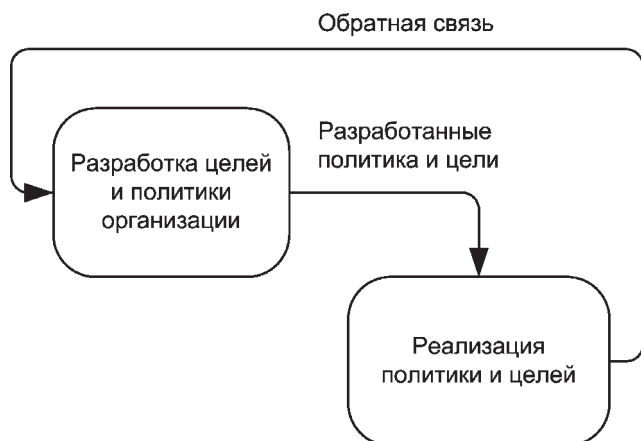 Обратная связь
Разработка целей
и политики
организации
Разработанные
политика и цели
Реализация
политики и целей